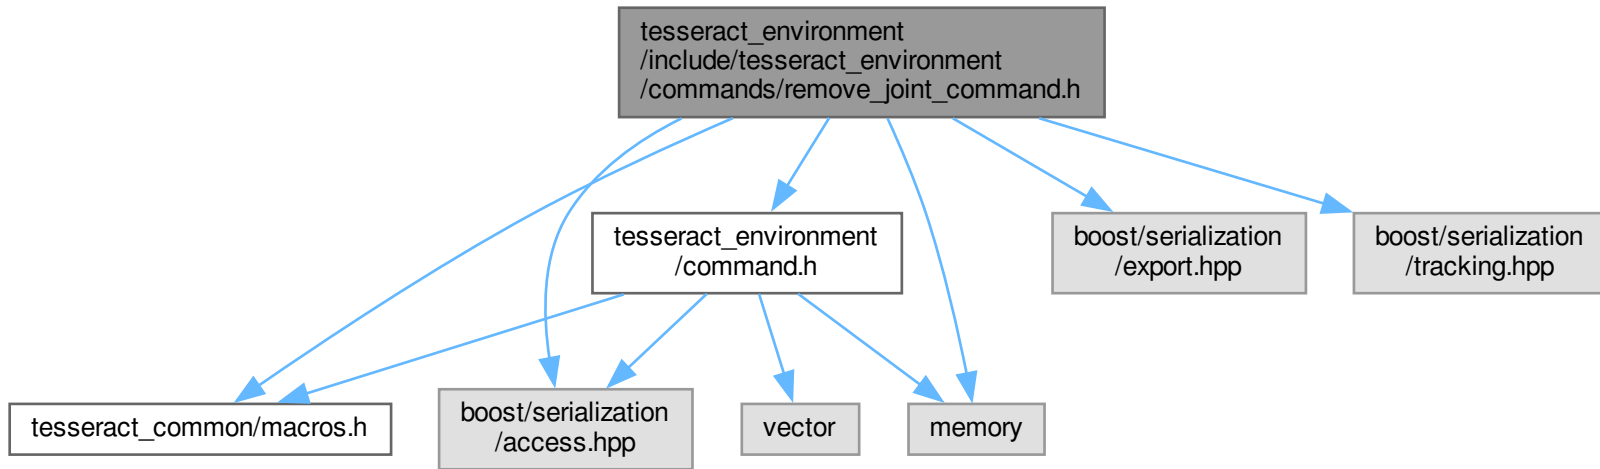 tesseract_environment
/include/tesseract_environment
/commands/remove_joint_command.h
tesseract_environment
/command.h
boost/serialization
/export.hpp
boost/serialization
/tracking.hpp
tesseract_common/macros.h
boost/serialization
/access.hpp
vector
memory